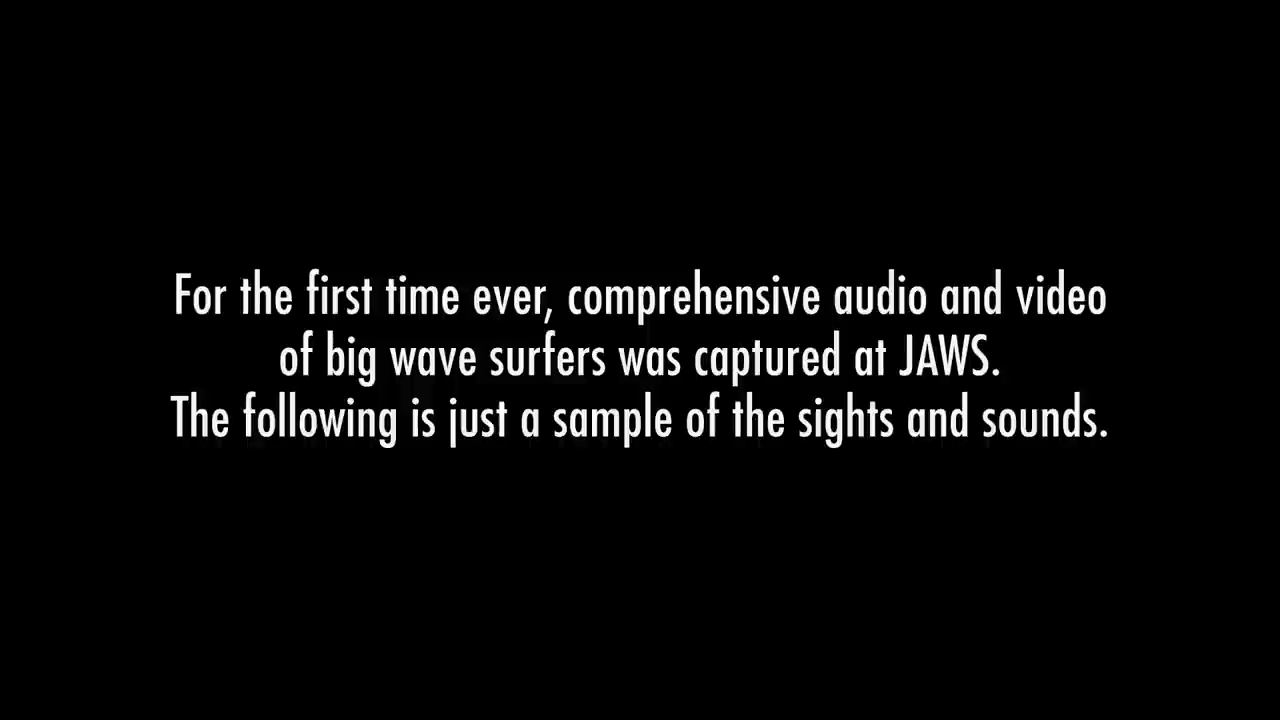 For the first time ever, comprehensive audio and video
of big wave surfers was captured at JAWS.
The following is just a sample of the sights and sounds.